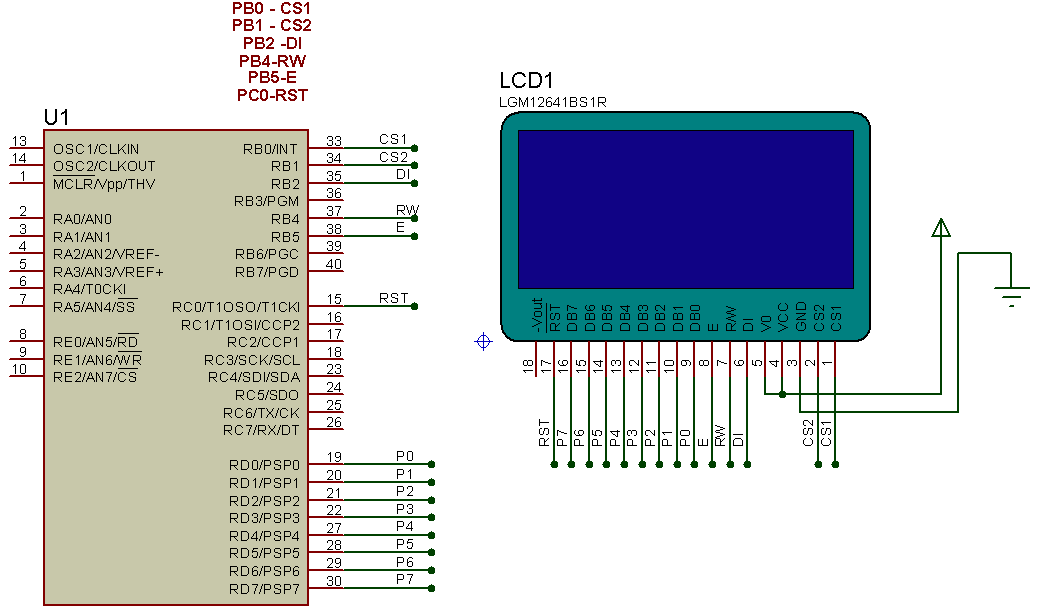 PB0 - CS1
PB1 - CS2
PB2 -DI
PB4-RW
PB5-E
PC0-RST
U1
13 OSC1/CLKIN
14 OSC2/CLKOUT
1 MCLR/Vpp/THV
2 RA0/AN0
3 RA1/AN1
4 RA2/AN2/VREF-
5 RA3/AN3/VREF+
6 RA4/T0CKI
7 RA5/AN4/SS
8 RE0/AN5/RD
9 RE1/AN6/WR
10 RE2/AN7/CS
RB0/INT 33 CS1
RB1 34 CS2
RB2 35 DI
RB3/PGM 36
RB4 37 RW
RB5 38 E
RB6/PGC 39
RB7/PGD 40
RC0/T1OSO/T1CKI 15 RST
RC1/T1OSI/CCP2 16
RC2/CCP1 17
RC3/SCK/SCL 18
RC4/SDI/SDA 23
RC5/SDO 24
RC6/TX/CK 25
RC7/RX/DT 26
RD0/PSP0 19 P0
RD1/PSP1 20 P1
RD2/PSP2 21 P2
RD3/PSP3 22 P3
RD4/PSP4 27 P4
RD5/PSP5 28 P5
RD6/PSP6 29 P6
RD7/PSP7 30 P7
LCD1
LGM12641BS1R
-Vout 18
RST 17 RST
DB7 16 P7
DB6 15 P6
DB5 14 P5
DB4 13 P4
DB3 12 P3
DB2 11 P2
DB1 10 P1
DB0 9 P0
E 8 E
R/W 7 RW
DI 6 DI
V0 5
VCC 4
GND 3
CS2 2 CS2
CS1 1 CS1